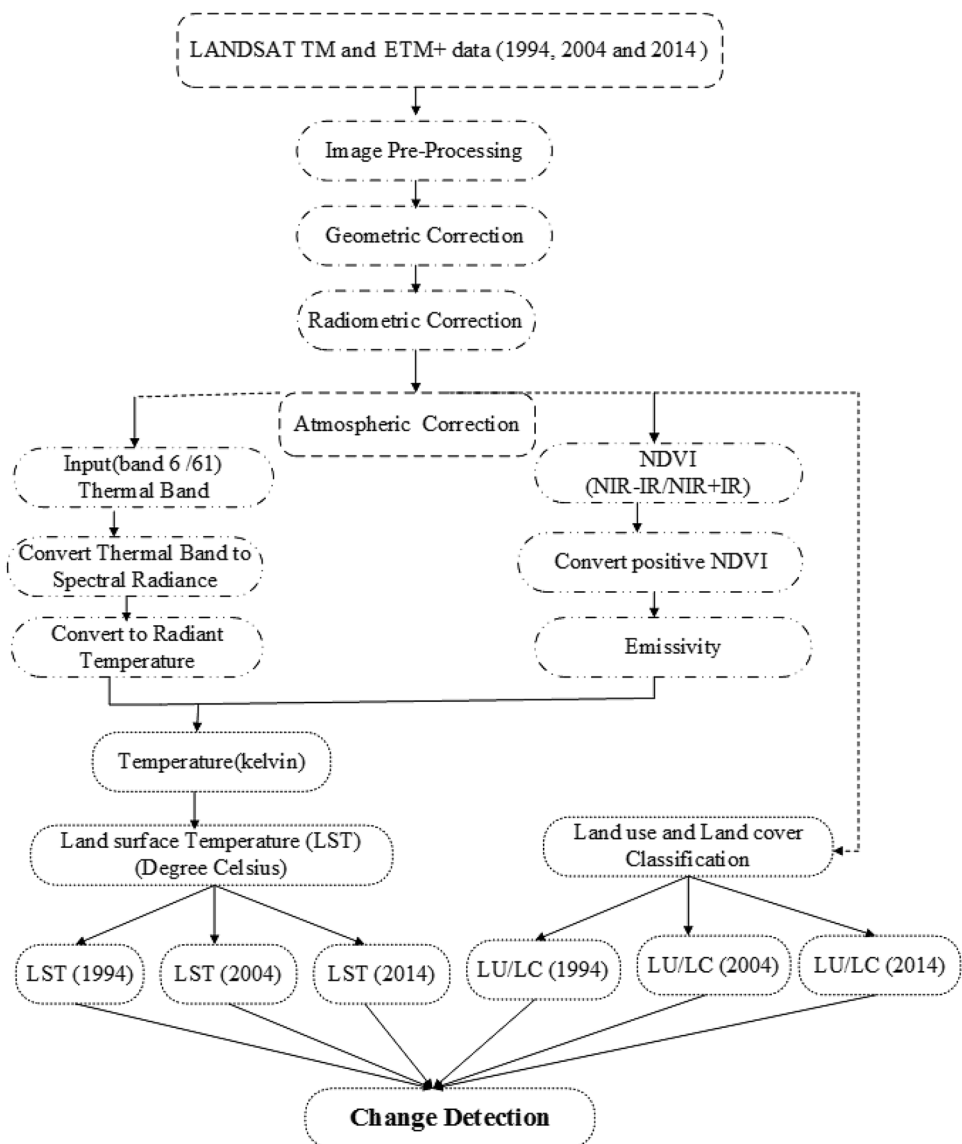 LANDSAT TM and ETM+ data (1994, 2004 and 2014 )
Image Pre-Processing
Geometric Correction
Radiometric Correction
Atmospheric Correction
Input(band 6 /61)
Thermal Band
NDVI
(NIR-IR/NIR+IR)
Convert Thermal Band to
Spectral Radiance
Convert positive NDVI
Convert to Radiant
Temperature
Emissivity
Temperature(kelvin)
Land surface Temperature (LST)
(Degree Celsius)
Land use and Land cover
Classification
LST (1994)
LST (2004)
LST (2014)
LU/LC (1994)
LU/LC (2004)
LU/LC (2014)
Change Detection